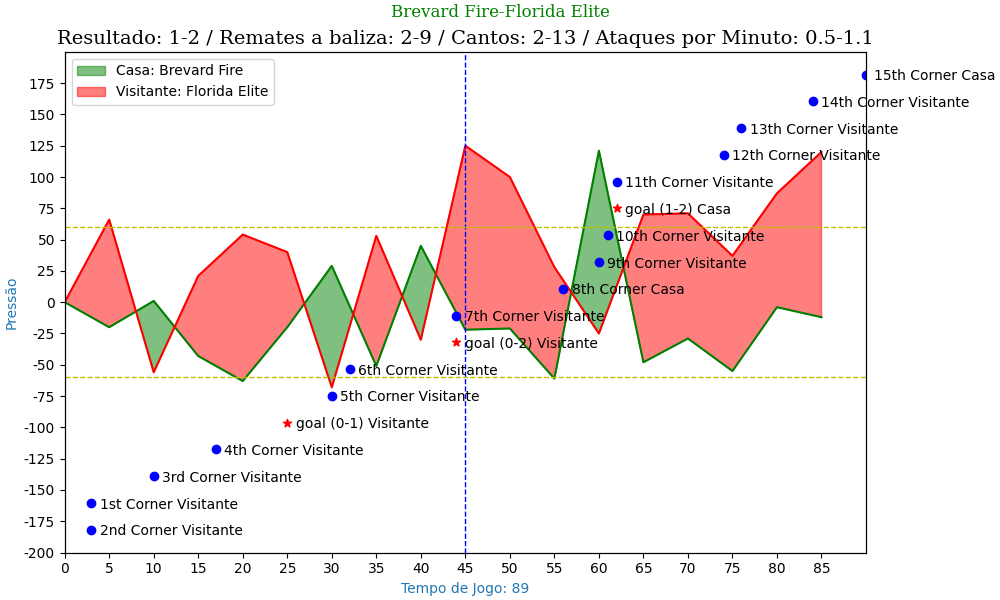 Brevard Fire-Florida Elite
Resultado: 1-2 / Remates a baliza: 2-9 / Cantos: 2-13 / Ataques por Minuto: 0.5-1.1
Casa: Brevard Fire
Visitante: Florida Elite
15th Corner Casa
14th Corner Visitante
13th Corner Visitante
12th Corner Visitante
11th Corner Visitante
goal (1-2) Casa
10th Corner Visitante
9th Corner Visitante
8th Corner Casa
7th Corner Visitante
goal (0-2) Visitante
6th Corner Visitante
5th Corner Visitante
goal (0-1) Visitante
4th Corner Visitante
3rd Corner Visitante
1st Corner Visitante
2nd Corner Visitante
175
150
125
100
75
50
25
0
-25
-50
-75
-100
-125
-150
-175
-200
Pressão
0 5 10 15 20 25 30 35 40 45 50 55 60 65 70 75 80 85
Tempo de Jogo: 89